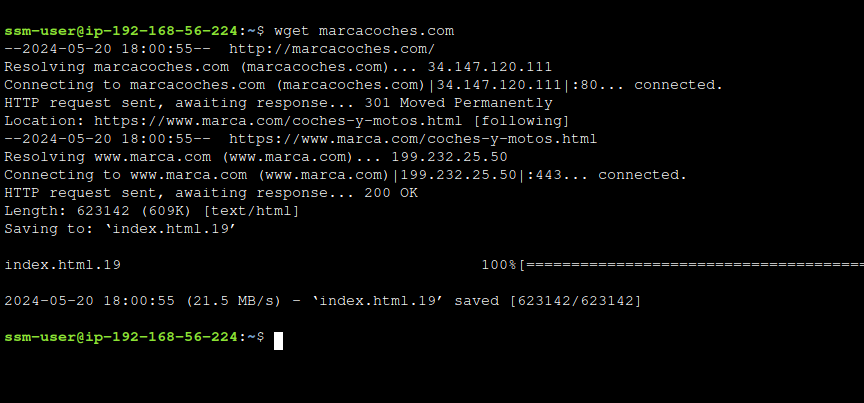 ssm-user@ip-192-168-56-224:~$ wget marcacoches.com
--2024-05-20 18:00:55--  http://marcacoches.com/
Resolving marcacoches.com (marcacoches.com)... 34.147.120.111
Connecting to marcacoches.com (marcacoches.com)|34.147.120.111|:80... connected.
HTTP request sent, awaiting response... 301 Moved Permanently
Location: https://www.marca.com/coches-y-motos.html [following]
--2024-05-20 18:00:55--  https://www.marca.com/coches-y-motos.html
Resolving www.marca.com (www.marca.com)... 199.232.25.50
Connecting to www.marca.com (www.marca.com)|199.232.25.50|:443... connected.
HTTP request sent, awaiting response... 200 OK
Length: 623142 (609K) [text/html]
Saving to: ‘index.html.19’
index.html.19 100%[======================================
2024-05-20 18:00:55 (21.5 MB/s) - ‘index.html.19’ saved [623142/623142]
ssm-user@ip-192-168-56-224:~$